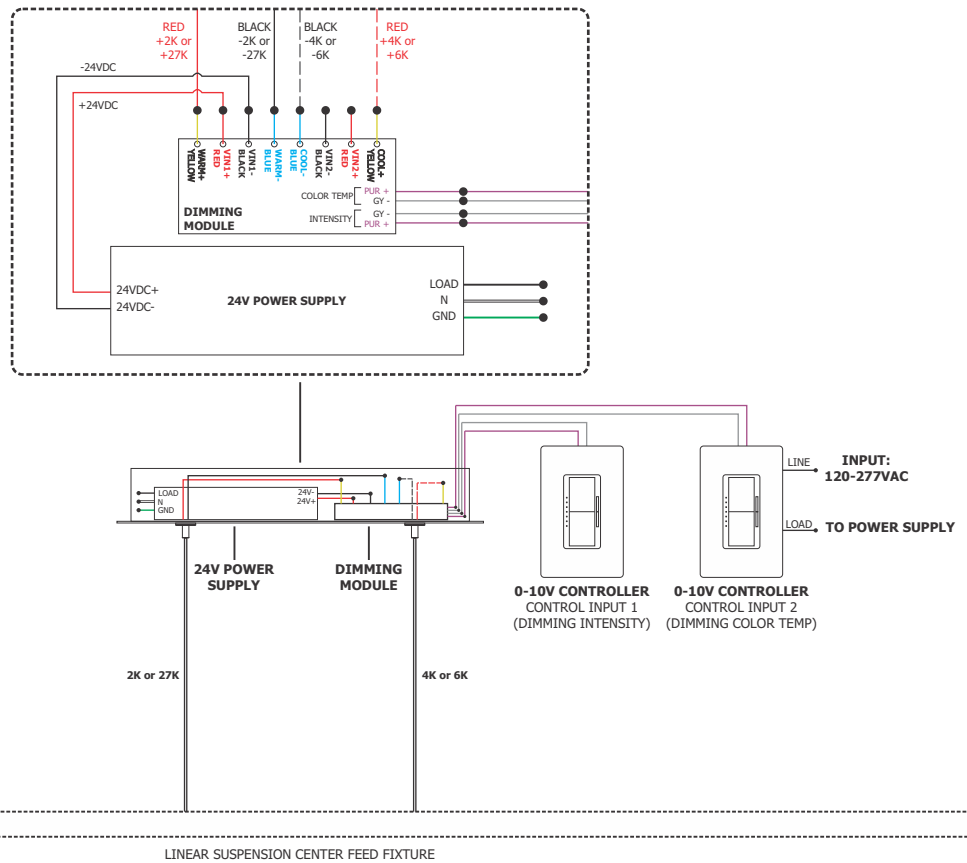 RED
+2K or
+27K
BLACK
-2K or
-27K
BLACK
-4K or
-6K
RED
+4K or
+6K
-24VDC
+24VDC
WARM+
YELLOW
VIN1+
RED
VIN1-
BLACK
WARM-
BLUE
COOL-
BLUE
VIN2-
BLACK
VIN2+
RED
COOL+
YELLOW
COLOR TEMP
PUR +
GY -
INTENSITY
GY -
PUR +
DIMMING
MODULE
24VDC+
24VDC-
24V POWER SUPPLY
LOAD
N
GND
LOAD
N
GND
24V-
24V+
24V POWER
SUPPLY
DIMMING
MODULE
LINE
INPUT:
120-277VAC
LOAD
TO POWER SUPPLY
0-10V CONTROLLER
CONTROL INPUT 1
(DIMMING INTENSITY)
0-10V CONTROLLER
CONTROL INPUT 2
(DIMMING COLOR TEMP)
2K or 27K
4K or 6K
LINEAR SUSPENSION CENTER FEED FIXTURE